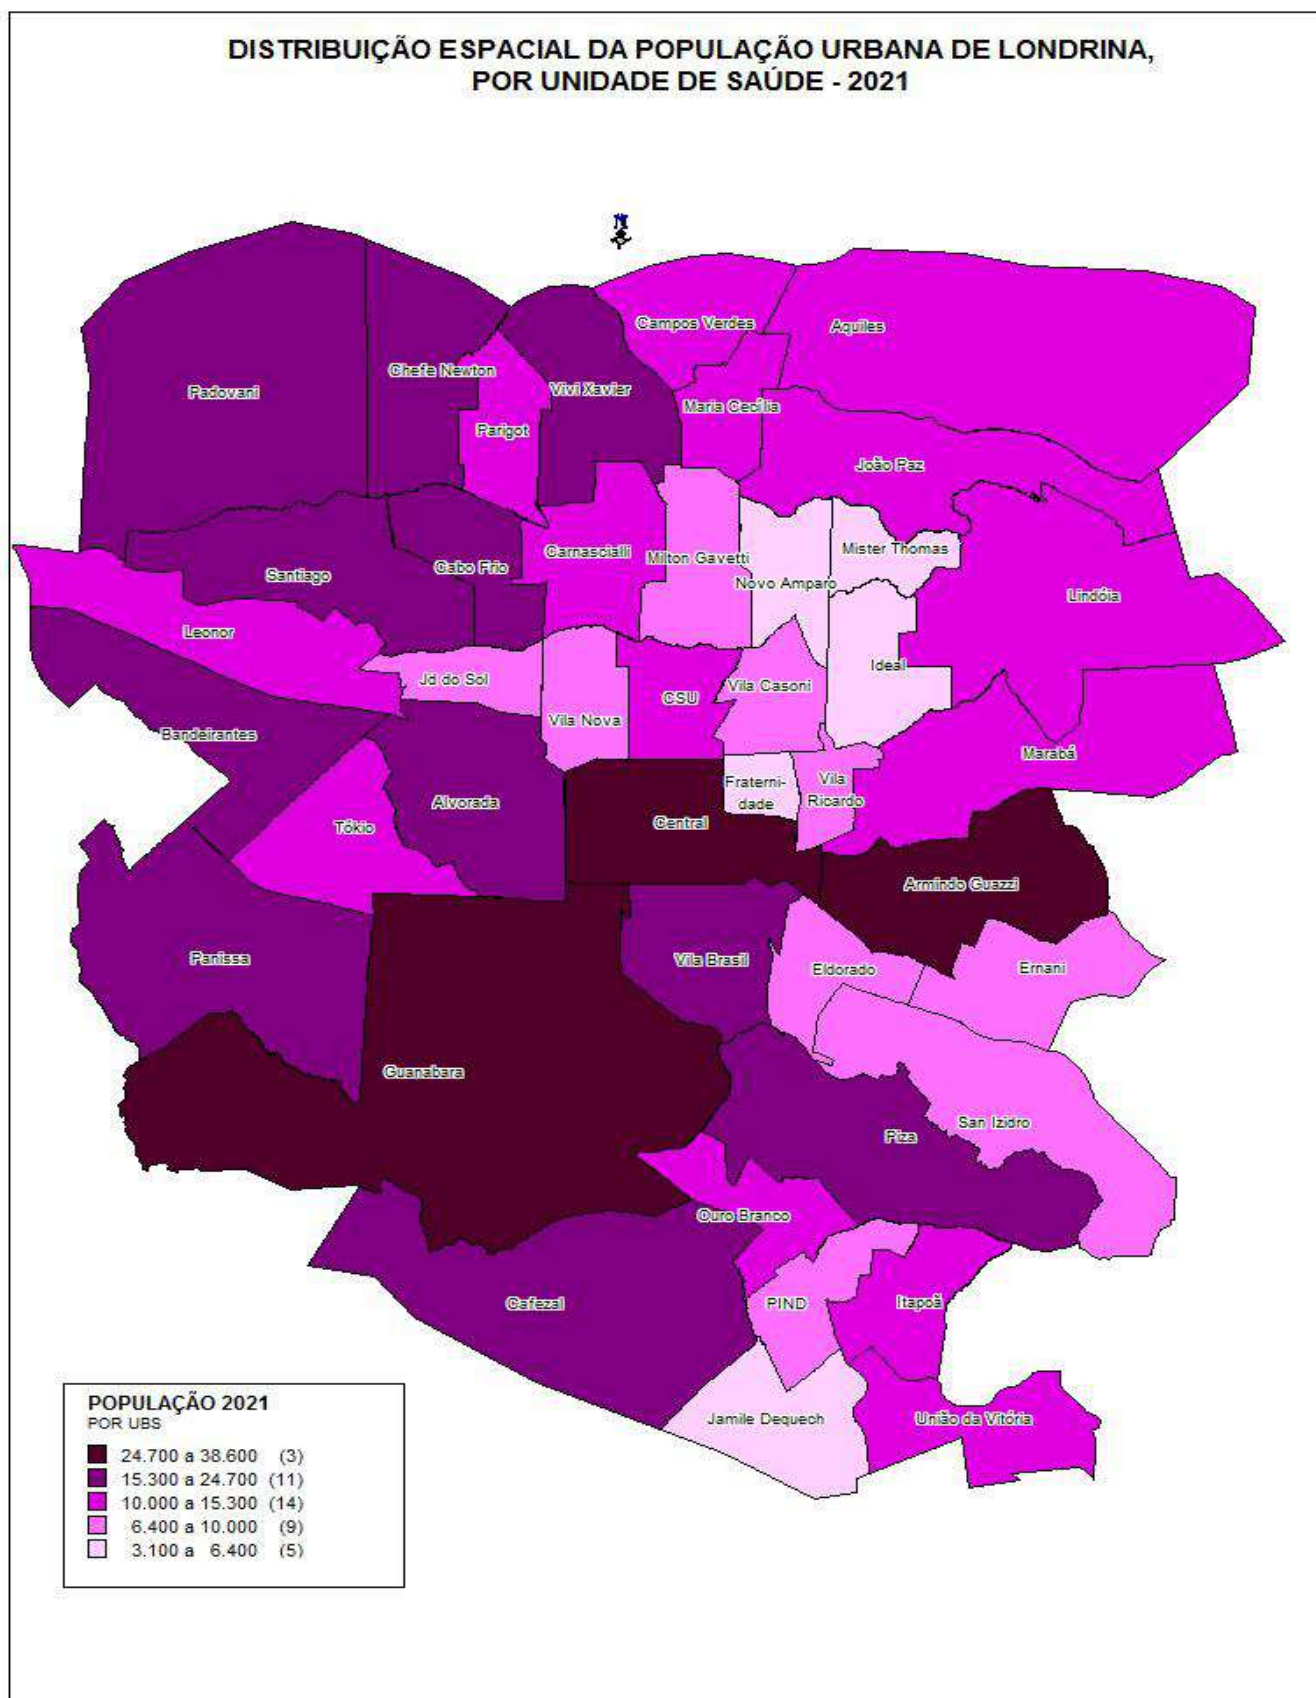 DISTRIBUIÇÃO ESPACIAL DA POPULAÇÃO URBANA DE LONDRINA,
POR UNIDADE DE SAÚDE - 2021
N
Campos Verdes
Aquiles
Chefe Newton
Padovani
Vivi Xavier
Maria Cecília
Parigot
João Paz
Carnascialli
Mister Thomas
Milton Gavetti
Cabo Frio
Santiago
Novo Amparo
Lindóia
Leonor
Ideal
Jd do Sol
Vila Casoni
CSU
Vila Nova
Bandeirantes
Marabá
Fraterni-
dade
Vila
Ricardo
Alvorada
Central
Tókio
Armindo Guazzi
Panissa
Vila Brasil
Eldorado
Ernani
Guanabara
San Izidro
Piza
Ouro Branco
Cafezal
PIND
Itapoã
Jamile Dequech
União da Vitória
POPULAÇÃO 2021
POR UBS
24.700 a 38.600 (3)
15.300 a 24.700 (11)
10.000 a 15.300 (14)
6.400 a 10.000 (9)
3.100 a 6.400 (5)